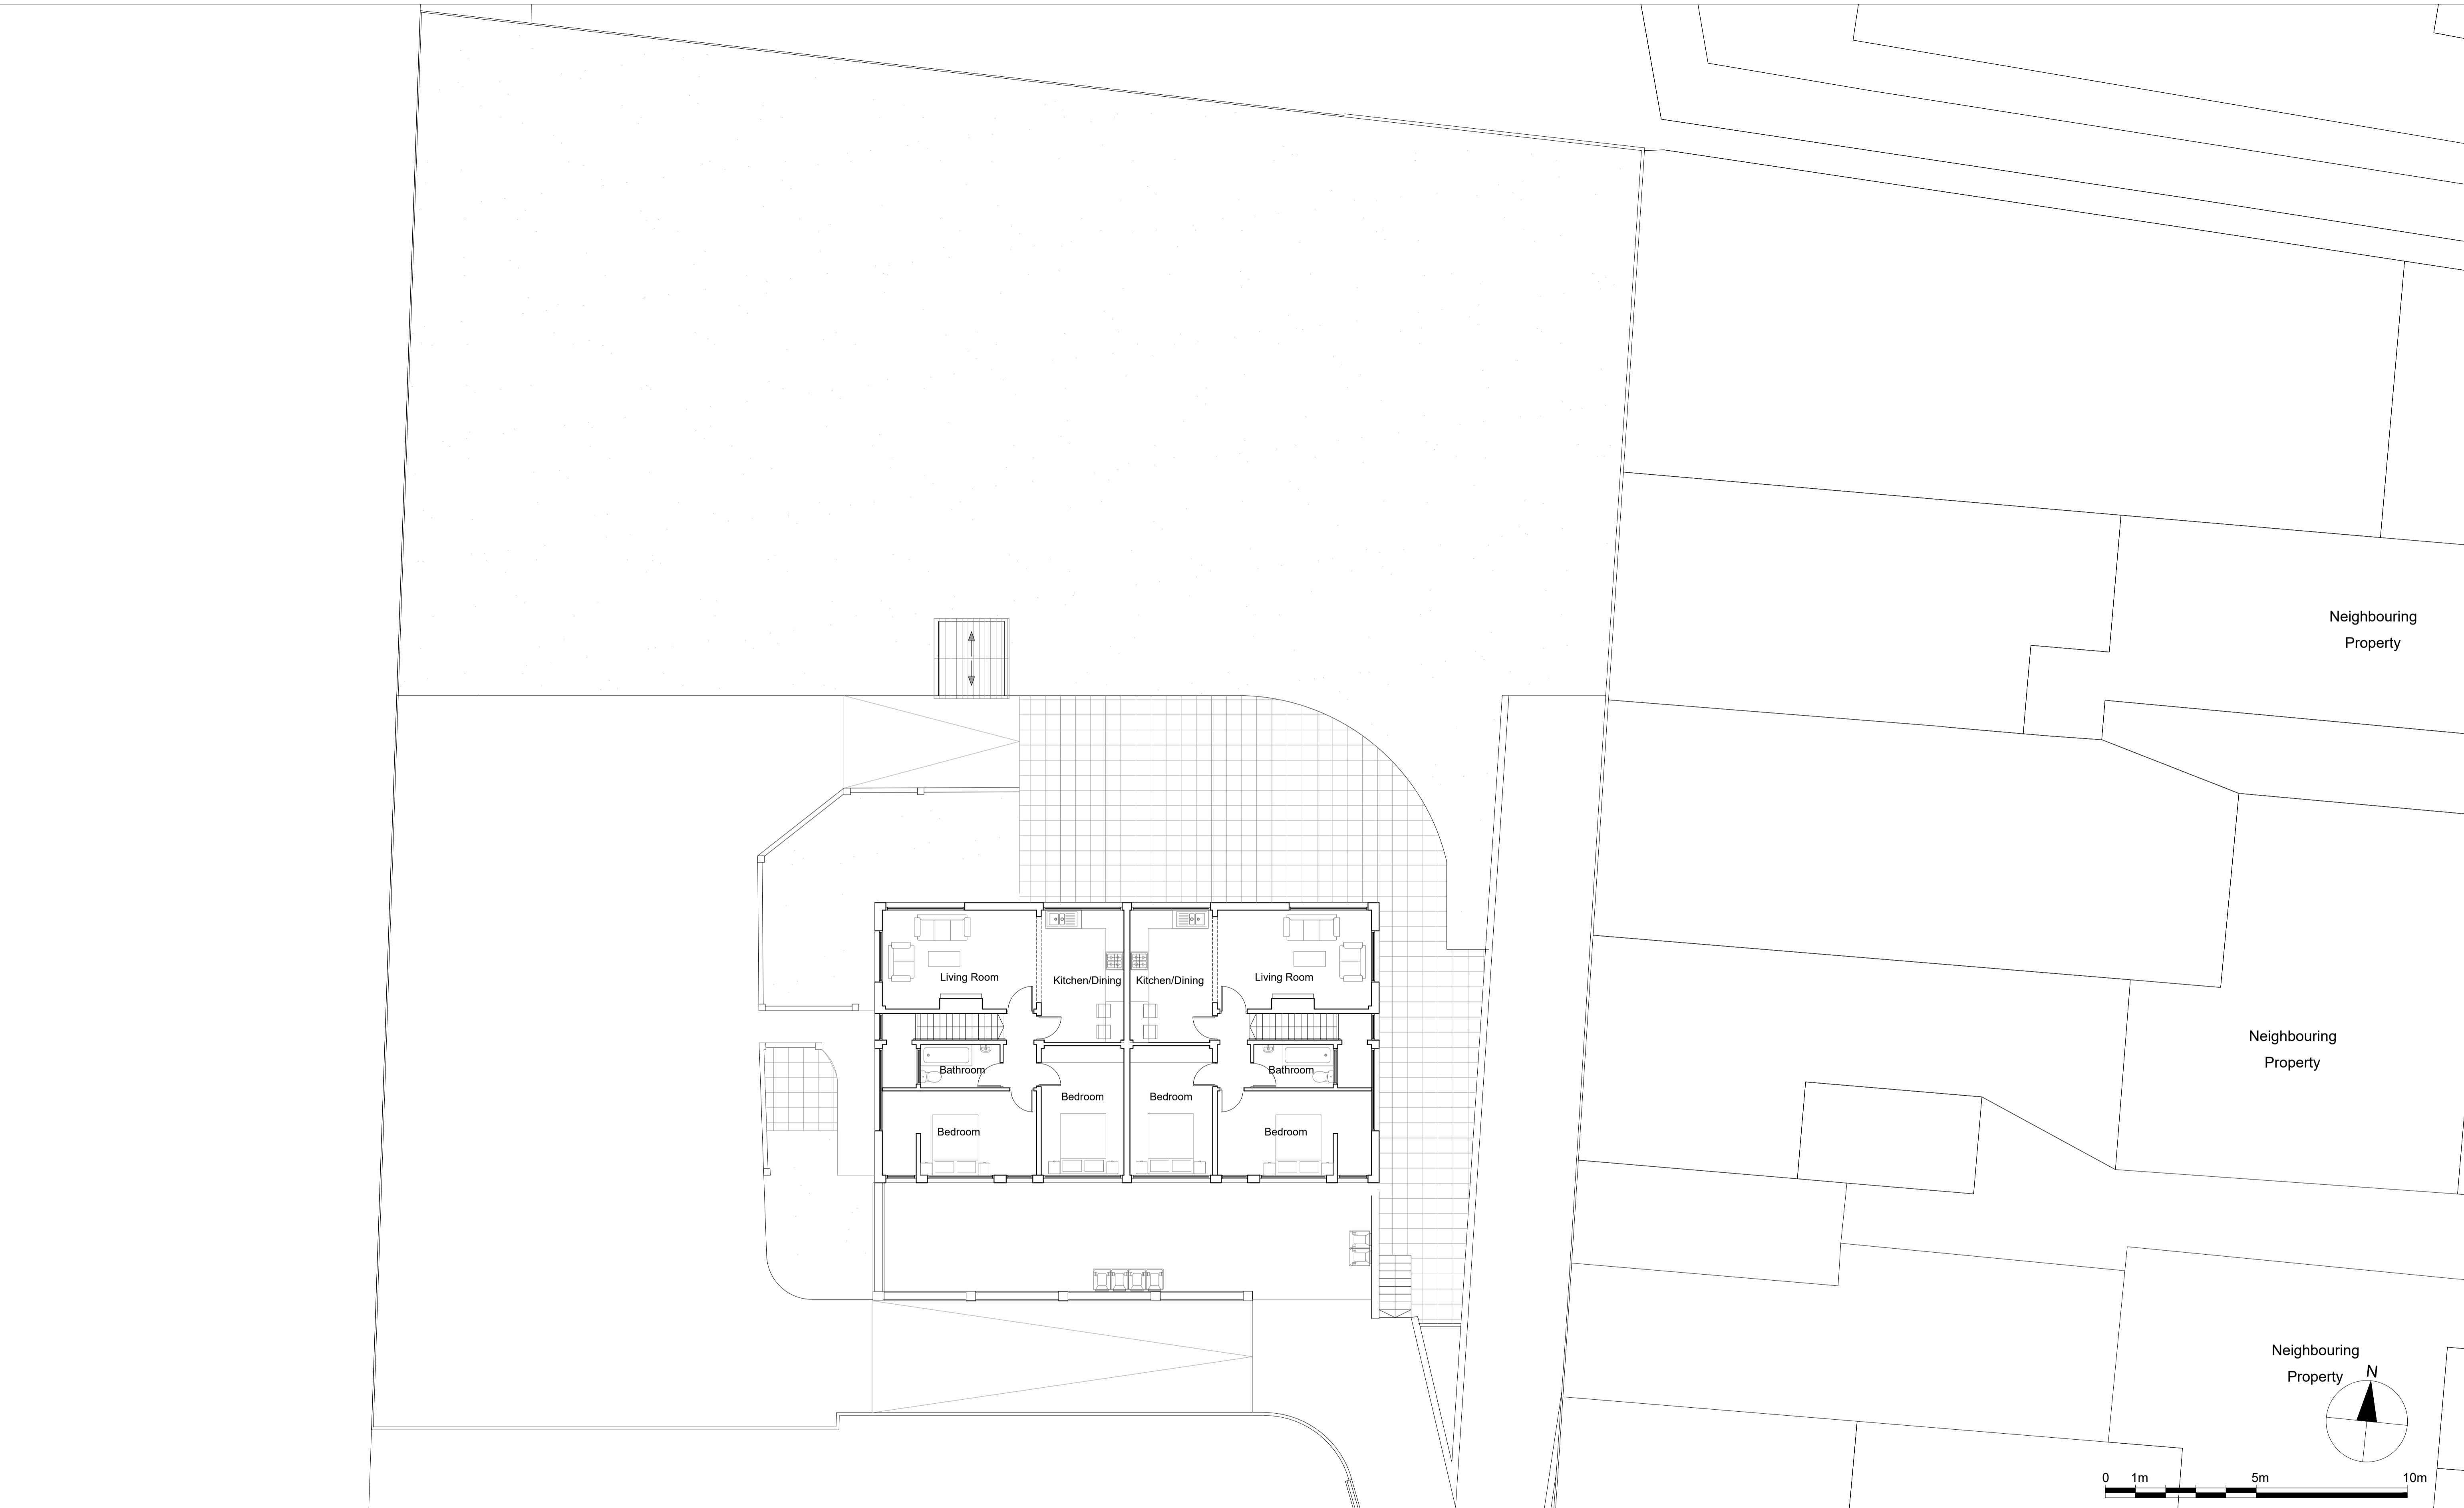 Neighbouring
Property
Living Room
Kitchen/Dining
Kitchen/Dining
Living Room
Neighbouring
Property
Bathroom
Bathroom
Bedroom
Bedroom
Bedroom
Bedroom
Neighbouring
Property
N
0 1m 5m 10m